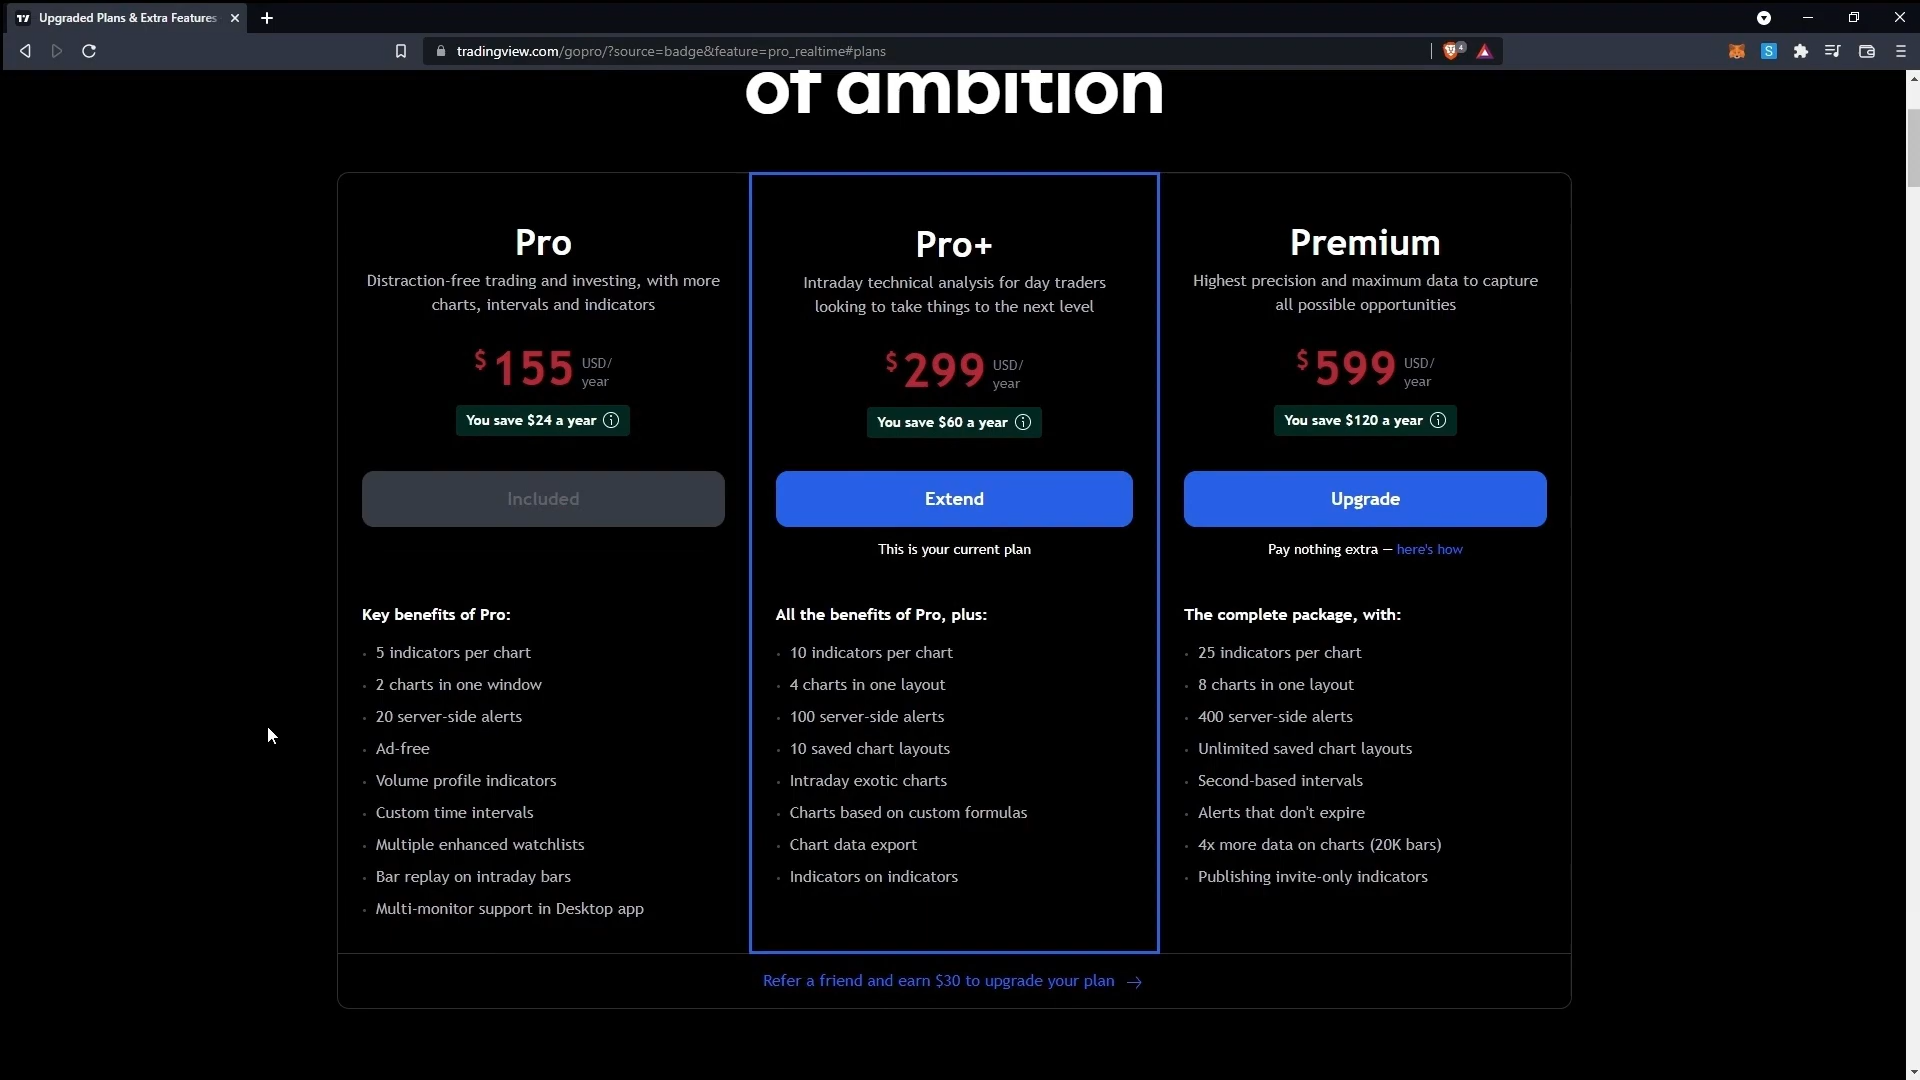 Upgraded Plans & Extra Features
tradingview.com/gopro/?source=badge&feature=pro_realtime#plans
4
S
of ambition
Pro
Distraction-free trading and investing, with more
charts, intervals and indicators
$155 USD/
year
You save $24 a year
Included
Key benefits of Pro:
5 indicators per chart
2 charts in one window
20 server-side alerts
Ad-free
Volume profile indicators
Custom time intervals
Multiple enhanced watchlists
Bar replay on intraday bars
Multi-monitor support in Desktop app
Pro+
Intraday technical analysis for day traders
looking to take things to the next level
$299 USD/
year
You save $60 a year
Extend
This is your current plan
All the benefits of Pro, plus:
10 indicators per chart
4 charts in one layout
100 server-side alerts
10 saved chart layouts
Intraday exotic charts
Charts based on custom formulas
Chart data export
Indicators on indicators
Premium
Highest precision and maximum data to capture
all possible opportunities
$599 USD/
year
You save $120 a year
Upgrade
Pay nothing extra — here's how
The complete package, with:
25 indicators per chart
8 charts in one layout
400 server-side alerts
Unlimited saved chart layouts
Second-based intervals
Alerts that don't expire
4x more data on charts (20K bars)
Publishing invite-only indicators
Refer a friend and earn $30 to upgrade your plan →